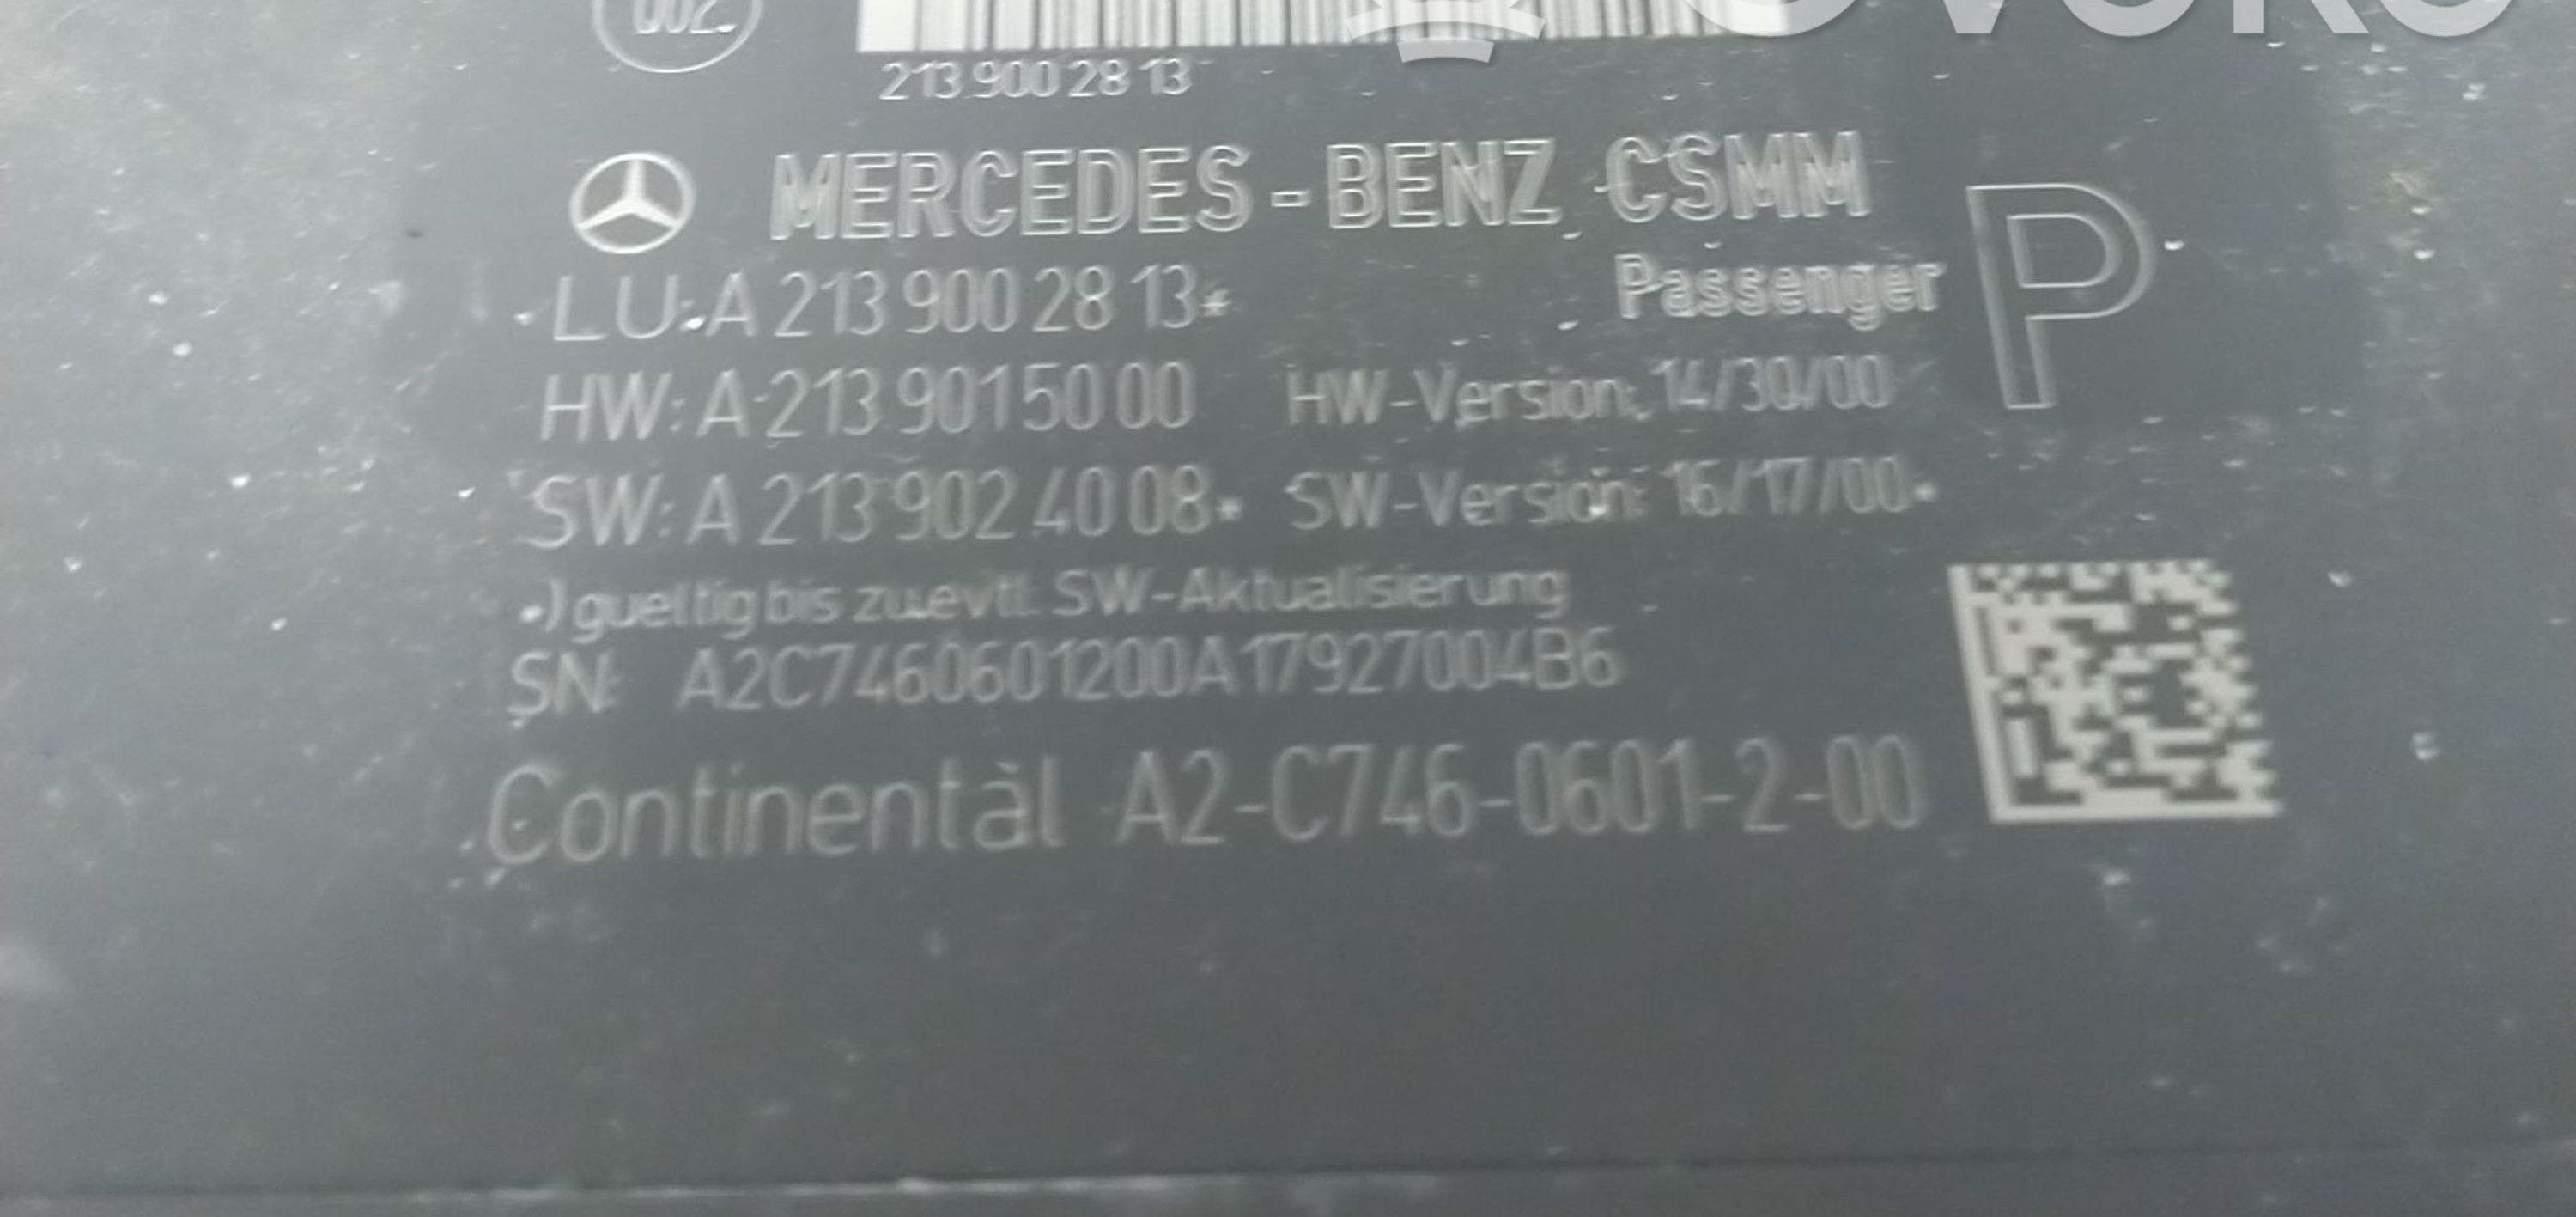 002
213 900 28 13
MERCEDES-BENZ CSMM
LU: A 213 900 28 13*
Passenger
P
HW: A 213 901 50 00 HW-Version: 14/30/00
SW: A 213 902 40 08* SW-Version: 16/17/00*
*) gueltig bis zu evtl. SW-Aktualisierung
SN: A2C7460601200A17927004B6
Continental A2-C746-0601-2-00